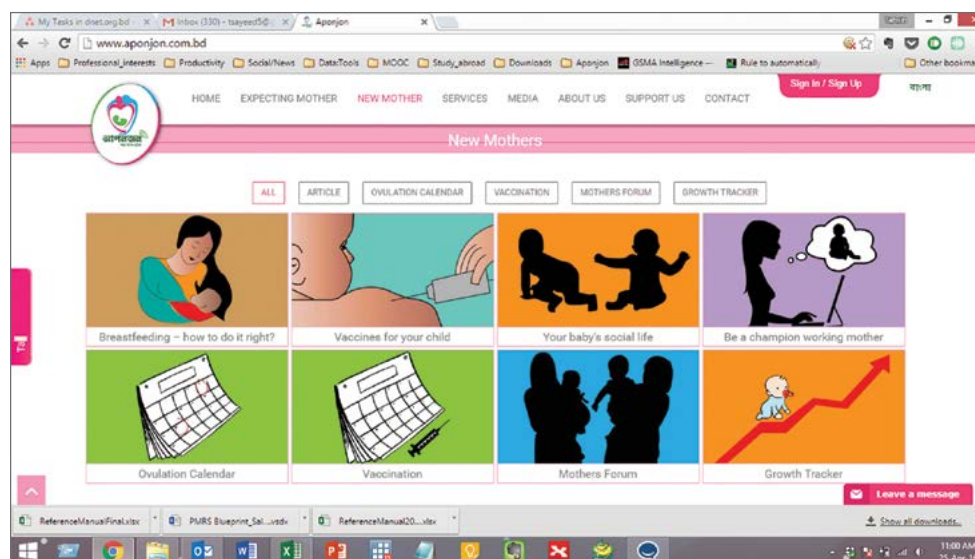 My Tasks in dnet.org.bd -
Inbox (330) - tsayeed5@
Aponjon
www.aponjon.com.bd
Apps Professional_interests Productivity Social/News Data:Tools MOOC Study_abroad Downloads Aponjon GSMA Intelligence — Rule to automatically Other bookma
HOME EXPECTING MOTHER NEW MOTHER SERVICES MEDIA ABOUT US SUPPORT US CONTACT Sign in / Sign Up বাংলা
আপনজন
New Mothers
ALL ARTICLE OVULATION CALENDAR VACCINATION MOTHERS FORUM GROWTH TRACKER
Breastfeeding – how to do it right? Vaccines for your child Your baby's social life Be a champion working mother
Ovulation Calendar Vaccination Mothers Forum Growth Tracker
Leave a message
ReferenceManualFinal.xlsx PMRS Blueprint_Sal....vsdx ReferenceManual20....xlsx Show all downloads...
11:00 AM